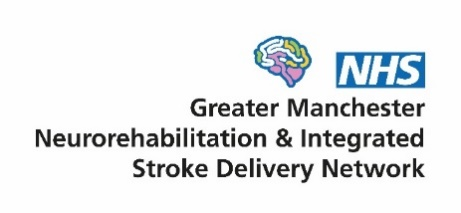 NHS
Greater Manchester
Neurorehabilitation & Integrated
Stroke Delivery Network